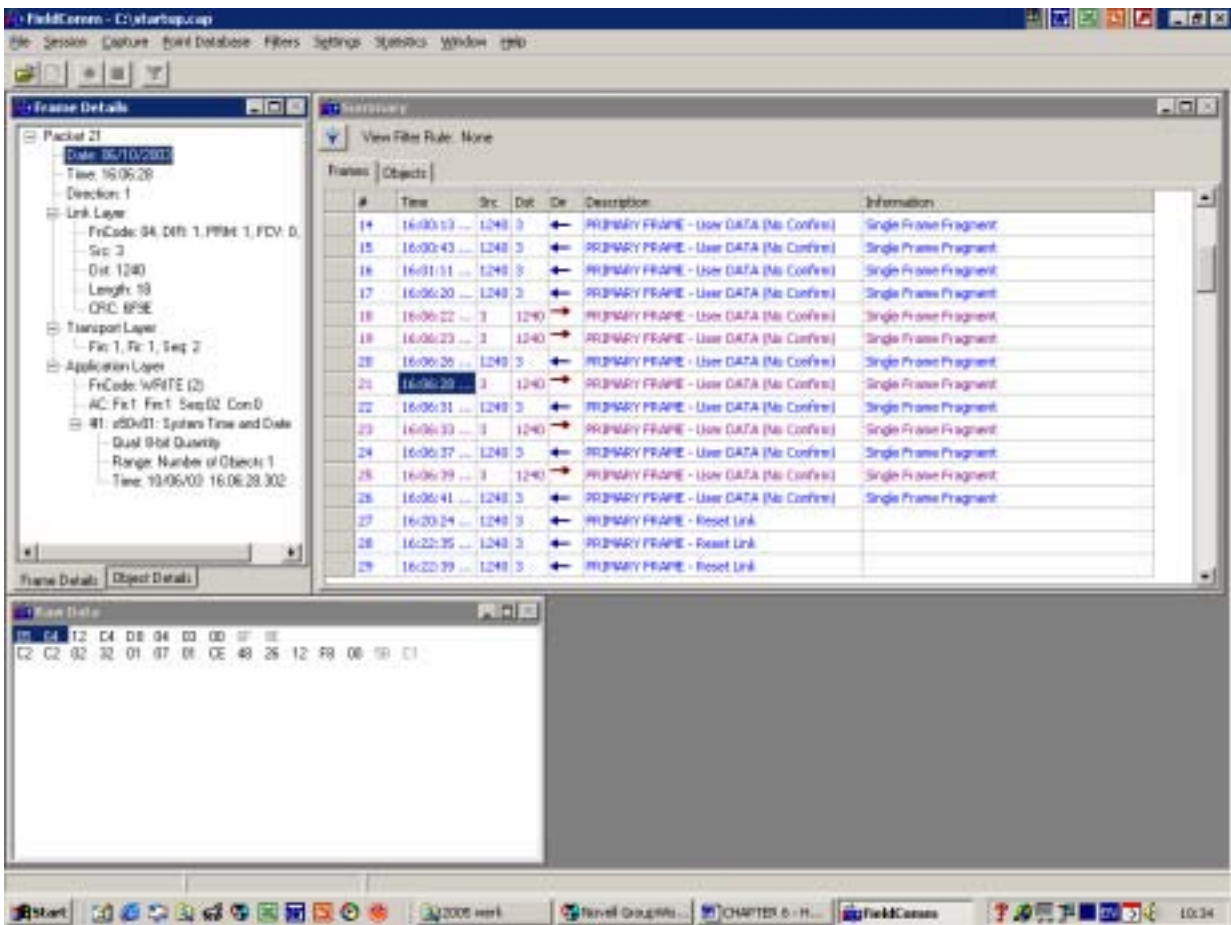 FieldComm - C:\startup.cap
File Session Capture Point Database Filters Settings Statistics Window Help
Frame Details
Packet 21
Date: 06/10/2003
Time: 16:06:28
Direction: 1
Link Layer
FnCode: 04, DIR: 1, PRM: 1, FCV: 0,
Src: 3
Dst: 1240
Length: 18
CRC: 6F9E
Transport Layer
Fin: 1, Fir: 1, Seq: 2
Application Layer
FnCode: WRITE (2)
AC: Fir:1 Fin:1 Seq:02 Con:0
#1: x50v01: System Time and Date
Qual: 8-bit Quantity
Range: Number of Objects: 1
Time: 10/06/03 16:06:28.302
Frame Details Object Details
Summary
View Filter Rule: None
Frames Objects
# Time Src Dst Dir Description Information
14 16:00:13 ... 1240 3 PRIMARY FRAME - User DATA (No Confirm) Single Frame Fragment
15 16:00:43 ... 1240 3 PRIMARY FRAME - User DATA (No Confirm) Single Frame Fragment
16 16:01:11 ... 1240 3 PRIMARY FRAME - User DATA (No Confirm) Single Frame Fragment
17 16:06:20 ... 1240 3 PRIMARY FRAME - User DATA (No Confirm) Single Frame Fragment
18 16:06:22 ... 3 1240 PRIMARY FRAME - User DATA (No Confirm) Single Frame Fragment
19 16:06:23 ... 3 1240 PRIMARY FRAME - User DATA (No Confirm) Single Frame Fragment
20 16:06:26 ... 1240 3 PRIMARY FRAME - User DATA (No Confirm) Single Frame Fragment
21 16:06:28 ... 3 1240 PRIMARY FRAME - User DATA (No Confirm) Single Frame Fragment
22 16:06:31 ... 1240 3 PRIMARY FRAME - User DATA (No Confirm) Single Frame Fragment
23 16:06:33 ... 3 1240 PRIMARY FRAME - User DATA (No Confirm) Single Frame Fragment
24 16:06:37 ... 1240 3 PRIMARY FRAME - User DATA (No Confirm) Single Frame Fragment
25 16:06:39 ... 3 1240 PRIMARY FRAME - User DATA (No Confirm) Single Frame Fragment
26 16:06:41 ... 1240 3 PRIMARY FRAME - User DATA (No Confirm) Single Frame Fragment
27 16:20:24 ... 1240 3 PRIMARY FRAME - Reset Link
28 16:22:35 ... 1240 3 PRIMARY FRAME - Reset Link
29 16:22:39 ... 1240 3 PRIMARY FRAME - Reset Link
Raw Data
05 64 12 C4 D8 04 03 00
C2 C2 02 32 01 07 01 CE 48 26 12 F8 00 C1
Start 2005 work Novell GroupWis... CHAPTER 6 - H... FieldComm EN 10:34